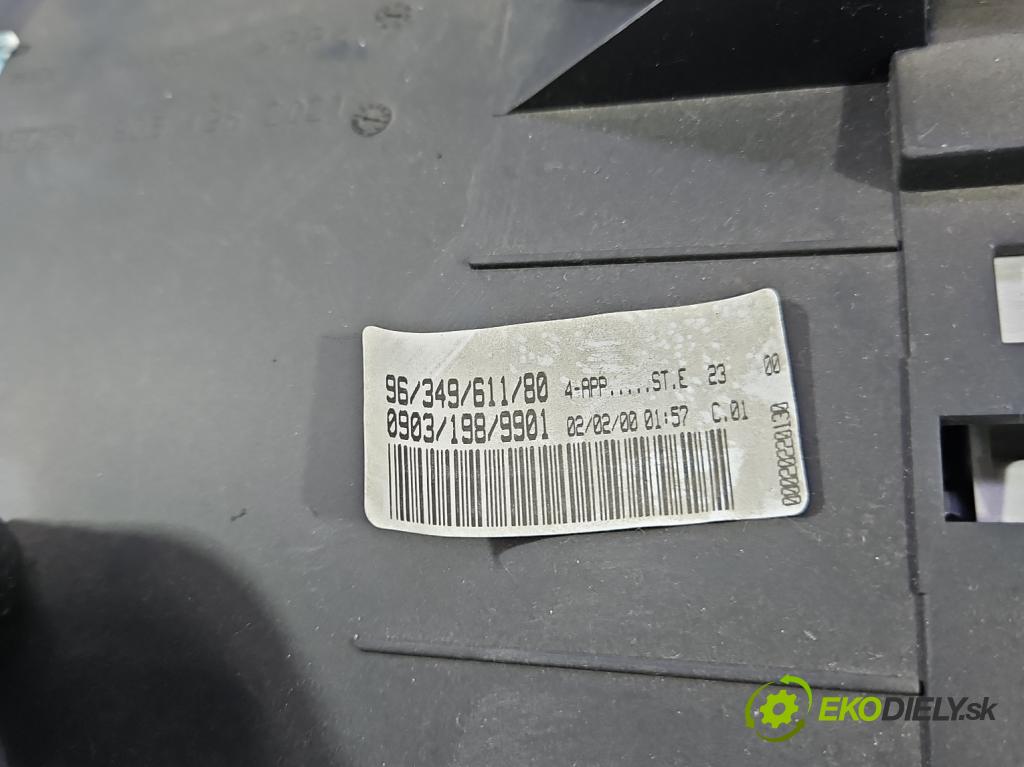 96/349/611/80 4-APP.....ST.E 23 00
0903/198/9901 02/02/00 01:57 C.01
000202220130
EKODIELY.sk